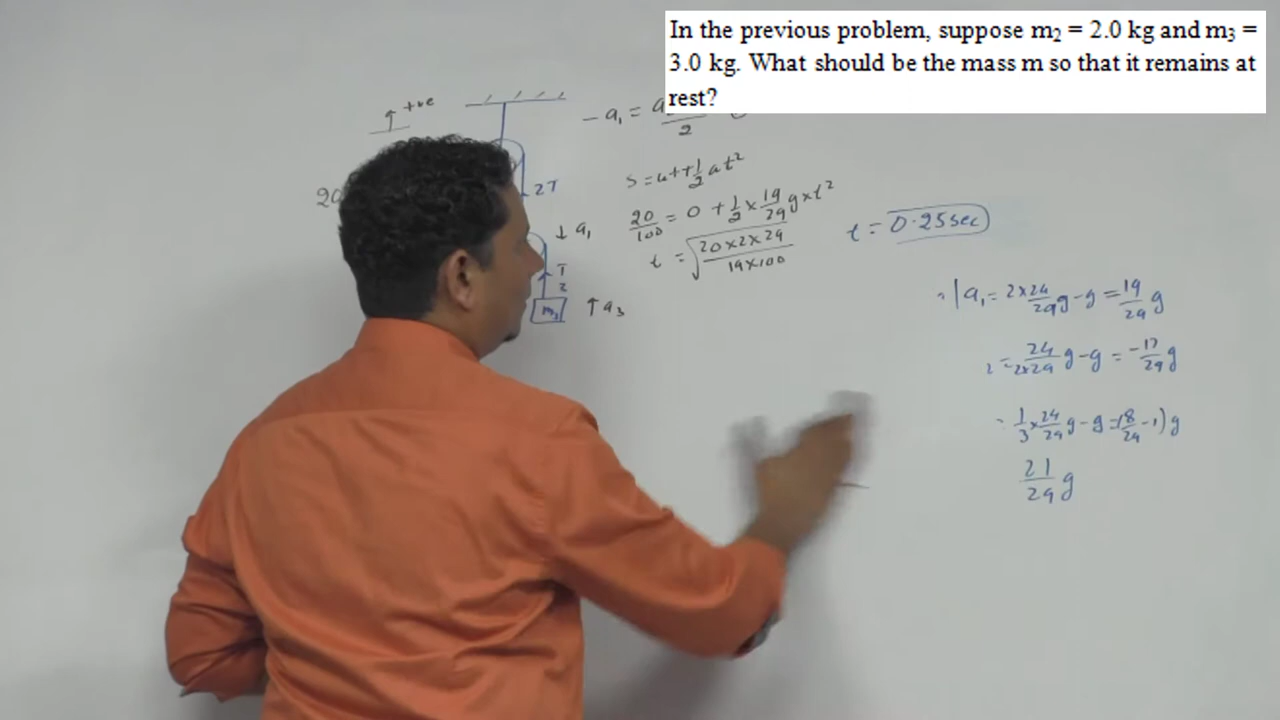 In the previous problem, suppose m₂ = 2.0 kg and m₃ =
3.0 kg. What should be the mass m so that it remains at
rest?
↑ +ve
- a₁ =
2
20
2T
↓ a₁
T
2
↑ a₃
s = ut + ½ at²
20/100 = 0 + ½ × 19/29 g × t²
t = √(20×2×29 / 19×100)
t = 0.25 sec
a₁ = 2×24/29 g - g = 19/29 g
= 24/2×29 g - g = -17/29 g
= 1/3 × 24/29 g - g = (8/29 - 1) g
21/29 g